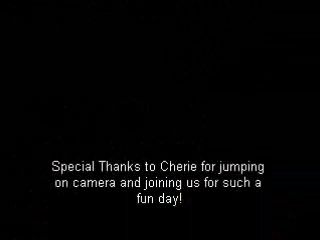 Special Thanks to Cherie for jumping
on camera and joining us for such a
fun day!